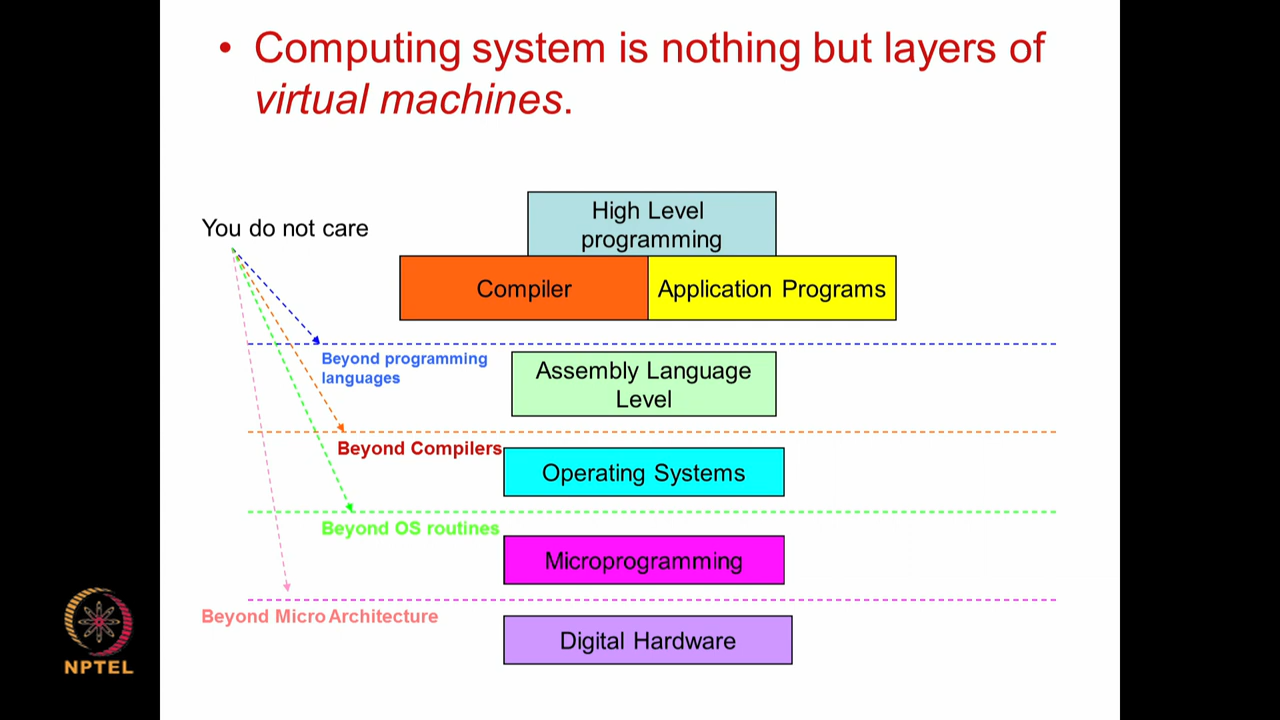 • Computing system is nothing but layers of
virtual machines.
You do not care
High Level
programming
Compiler
Application Programs
Beyond programming
languages
Assembly Language
Level
Beyond Compilers
Operating Systems
Beyond OS routines
Microprogramming
Beyond Micro Architecture
Digital Hardware
NPTEL